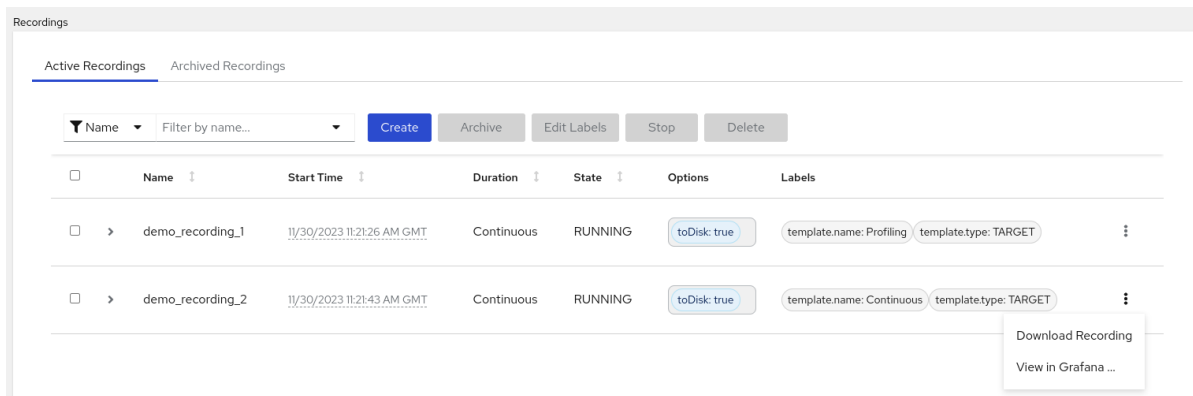 Recordings
Active Recordings Archived Recordings
Name Filter by name... Create Archive Edit Labels Stop Delete
Name Start Time Duration State Options Labels
demo_recording_1 11/30/2023 11:21:26 AM GMT Continuous RUNNING toDisk: true template.name: Profiling template.type: TARGET
demo_recording_2 11/30/2023 11:21:43 AM GMT Continuous RUNNING toDisk: true template.name: Continuous template.type: TARGET
Download Recording
View in Grafana ...